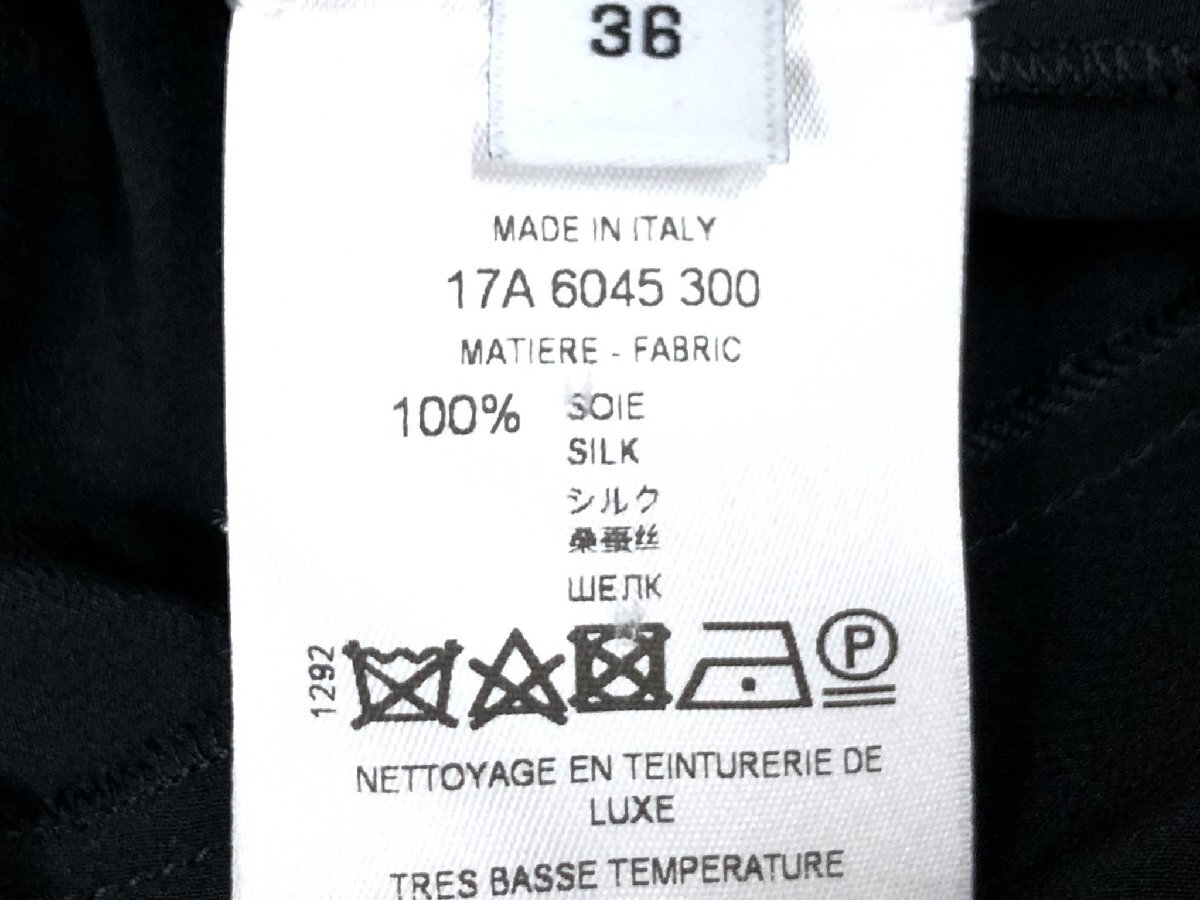 36
MADE IN ITALY
17A 6045 300
MATIERE - FABRIC
100% SOIE
SILK
シルク
桑蚕丝
ШЕЛК
1292
P
NETTOYAGE EN TEINTURERIE DE
LUXE
TRES BASSE TEMPERATURE